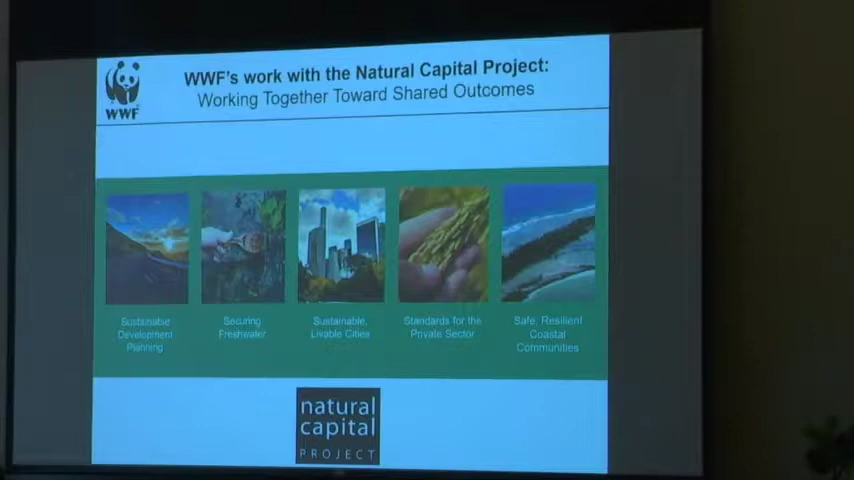 WWF's work with the Natural Capital Project:
Working Together Toward Shared Outcomes
WWF
Sustainable
Development
Planning
Securing
Freshwater
Sustainable,
Livable Cities
Standards for the
Private Sector
Safe, Resilient
Coastal
Communities
natural
capital
PROJECT